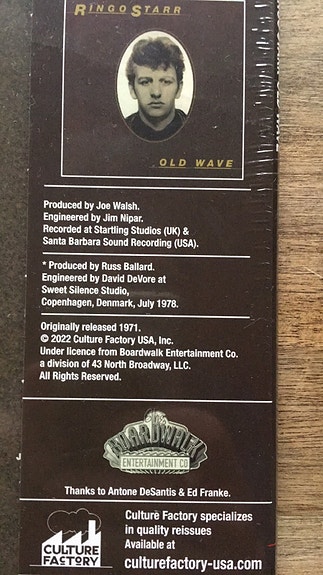 RINGO STARR
OLD WAVE
Produced by Joe Walsh.
Engineered by Jim Nipar.
Recorded at Startling Studios (UK) &
Santa Barbara Sound Recording (USA).
* Produced by Russ Ballard.
Engineered by David DeVore at
Sweet Silence Studio,
Copenhagen, Denmark, July 1978.
Originally released 1971.
© 2022 Culture Factory USA, Inc.
Under licence from Boardwalk Entertainment Co.
a division of 43 North Broadway, LLC.
All Rights Reserved.
The
BOARDWALK
ENTERTAINMENT CO
Thanks to Antone DeSantis & Ed Franke.
CULTURE
FACTORY
Culture Factory specializes
in quality reissues
Available at
culturefactory-usa.com